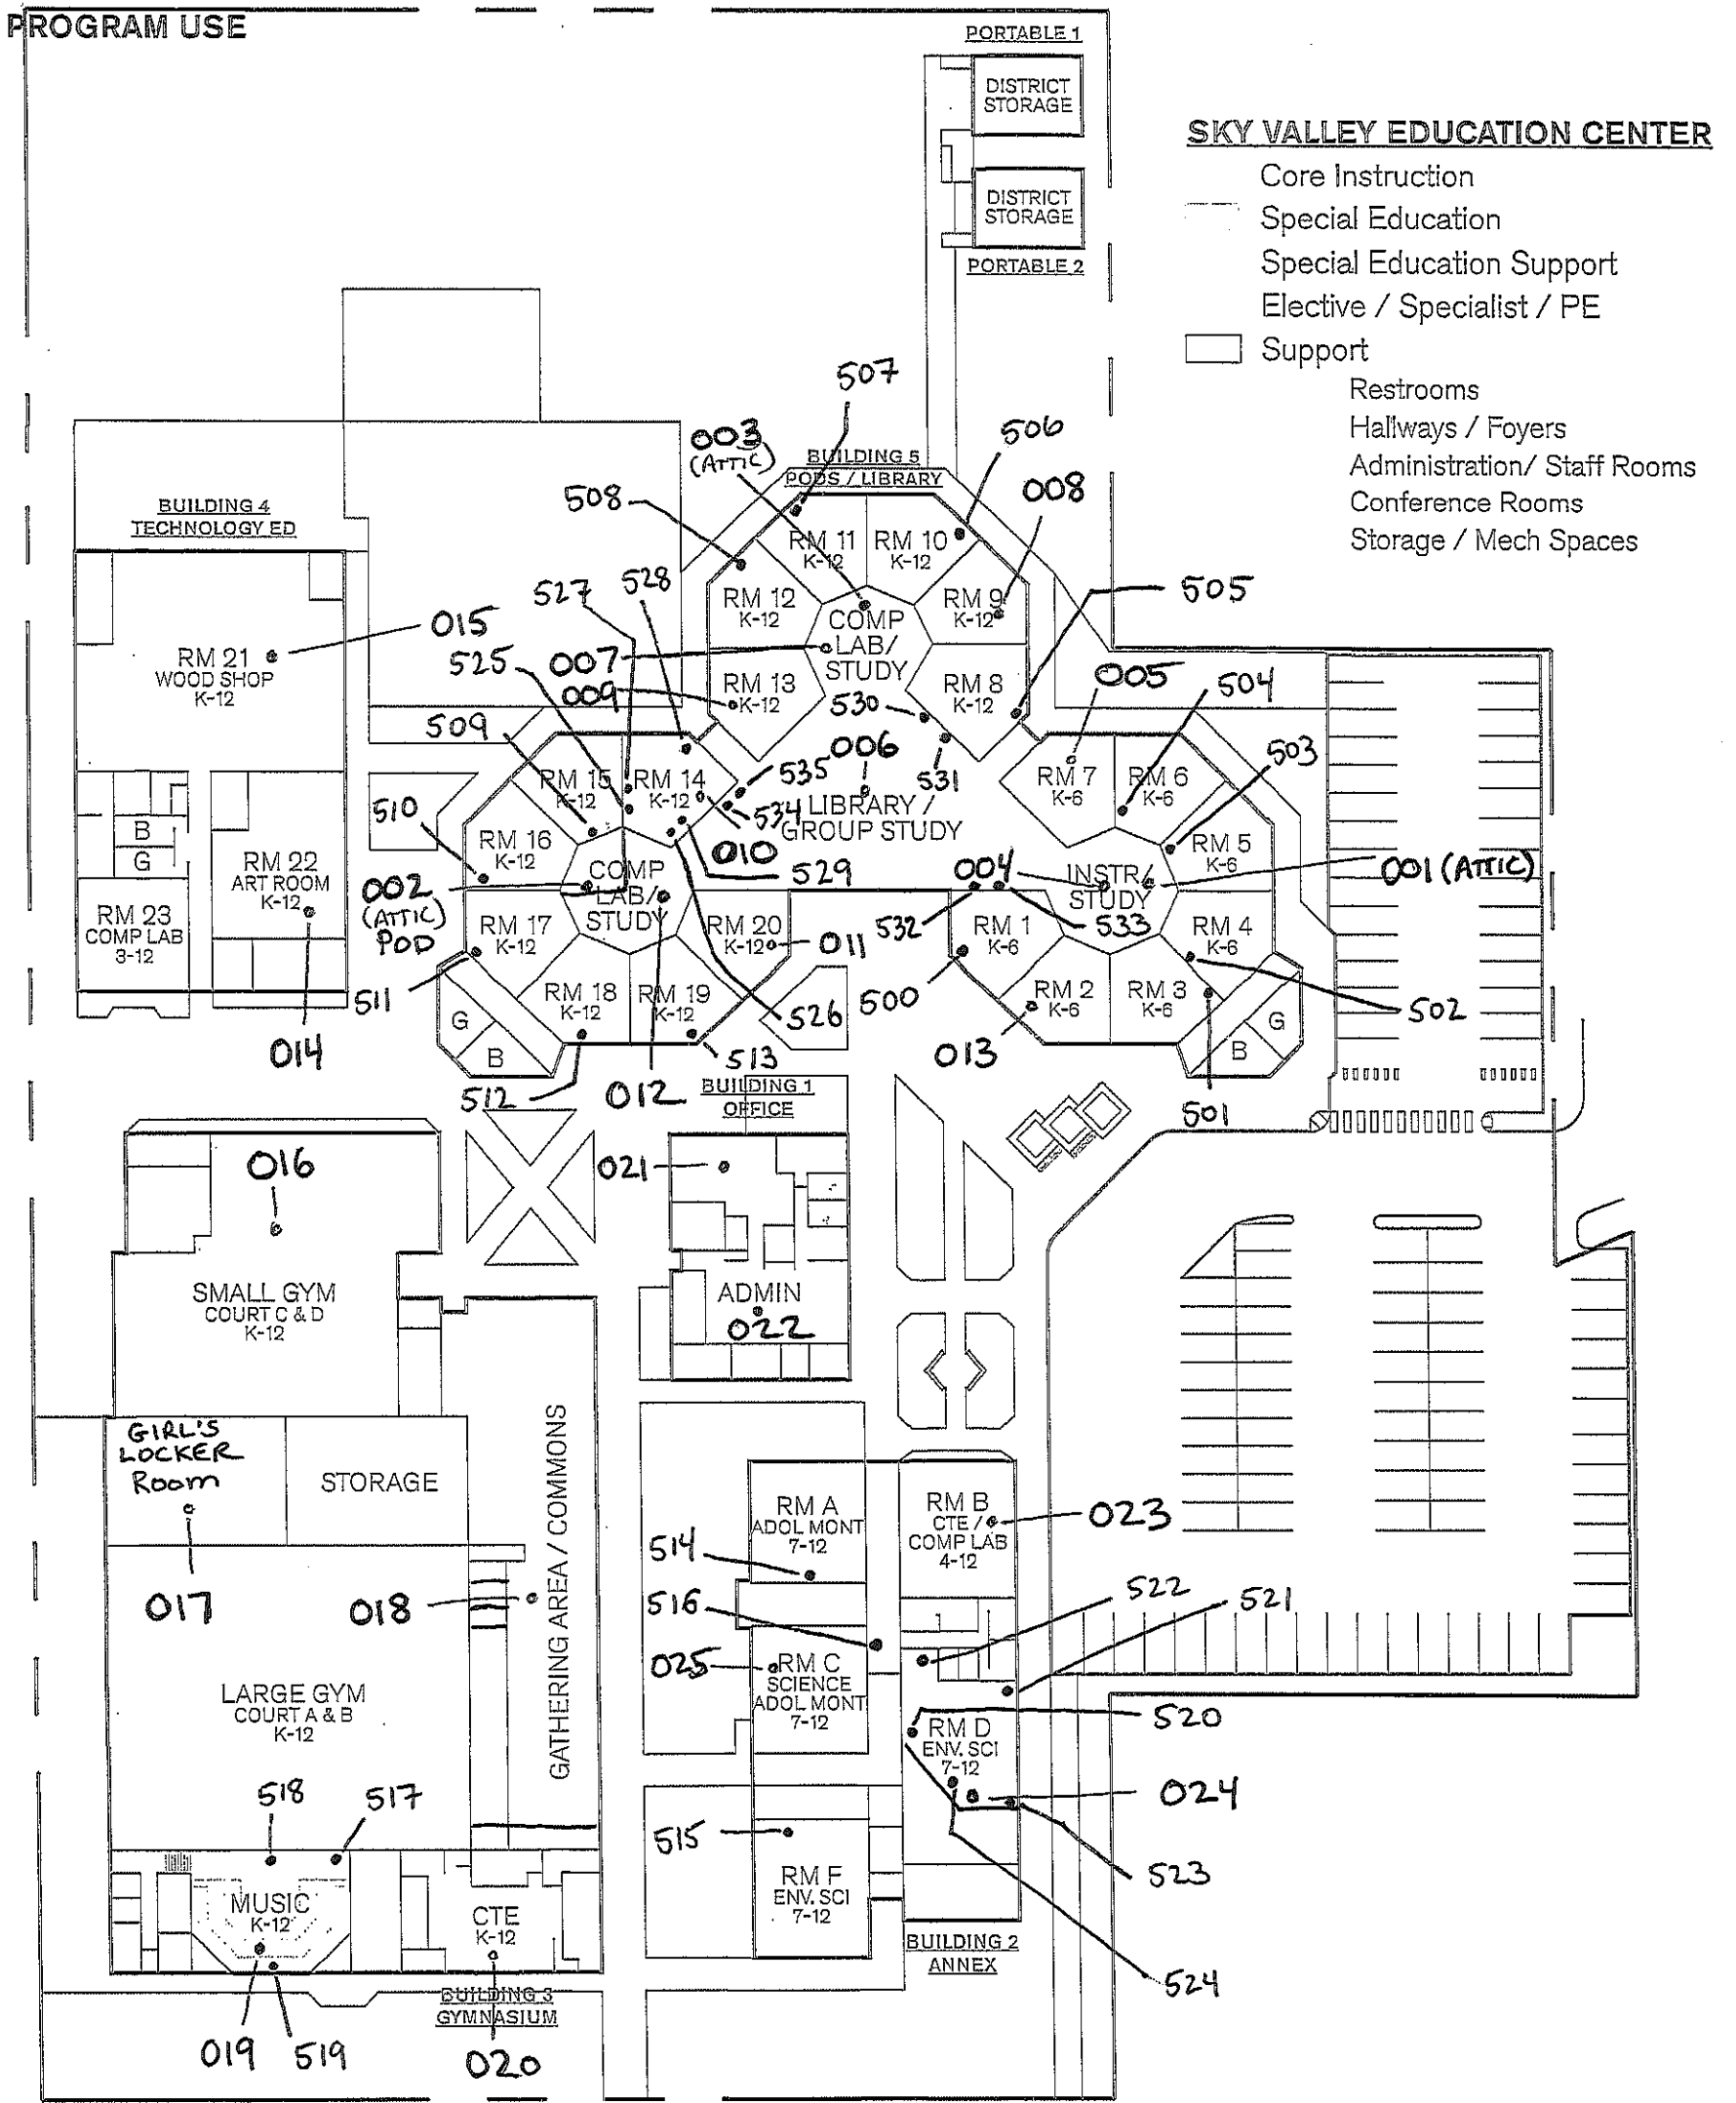 PROGRAM USE
PORTABLE 1
DISTRICT
STORAGE
DISTRICT
STORAGE
PORTABLE 2
SKY VALLEY EDUCATION CENTER
Core Instruction
Special Education
Special Education Support
Elective / Specialist / PE
Support
Restrooms
Hallways / Foyers
Administration/ Staff Rooms
Conference Rooms
Storage / Mech Spaces
507
003
(ATTIC)
506
BUILDING 5
PODS / LIBRARY
008
508
BUILDING 4
TECHNOLOGY ED
RM 11
K-12
RM 10
K-12
527
528
RM 12
K-12
RM 9
K-12
505
COMP
LAB/
STUDY
015
RM 21
WOOD SHOP
K-12
525
007
009
RM 13
K-12
RM 8
K-12
005
504
530
509
006
503
535
531
RM 15
K-12
RM 14
K-12
RM 7
K-6
RM 6
K-6
510
534
LIBRARY /
GROUP STUDY
B
G
RM 16
K-12
010
529
RM 5
K-6
RM 22
ART ROOM
K-12
002
(ATTIC)
POD
COMP
LAB/
STUDY
004
INSTR/
STUDY
001 (ATTIC)
RM 23
COMP LAB
3-12
RM 17
K-12
RM 20
K-12
011
532
RM 1
K-6
533
RM 4
K-6
511
RM 18
K-12
RM 19
K-12
526
500
RM 2
K-6
RM 3
K-6
502
G
B
G
B
014
513
013
512
012
BUILDING 1
OFFICE
501
016
021
SMALL GYM
COURT C & D
K-12
ADMIN
022
GIRL'S
LOCKER
Room
STORAGE
GATHERING AREA / COMMONS
RM A
ADOL MONT
7-12
RM B
CTE /
COMP LAB
4-12
023
514
017
018
516
522
521
025
RM C
SCIENCE
ADOL MONT
7-12
LARGE GYM
COURT A & B
K-12
520
RM D
ENV. SCI
7-12
518
517
024
515
523
RM F
ENV. SCI
7-12
MUSIC
K-12
CTE
K-12
BUILDING 2
ANNEX
524
BUILDING 3
GYMNASIUM
019
519
020